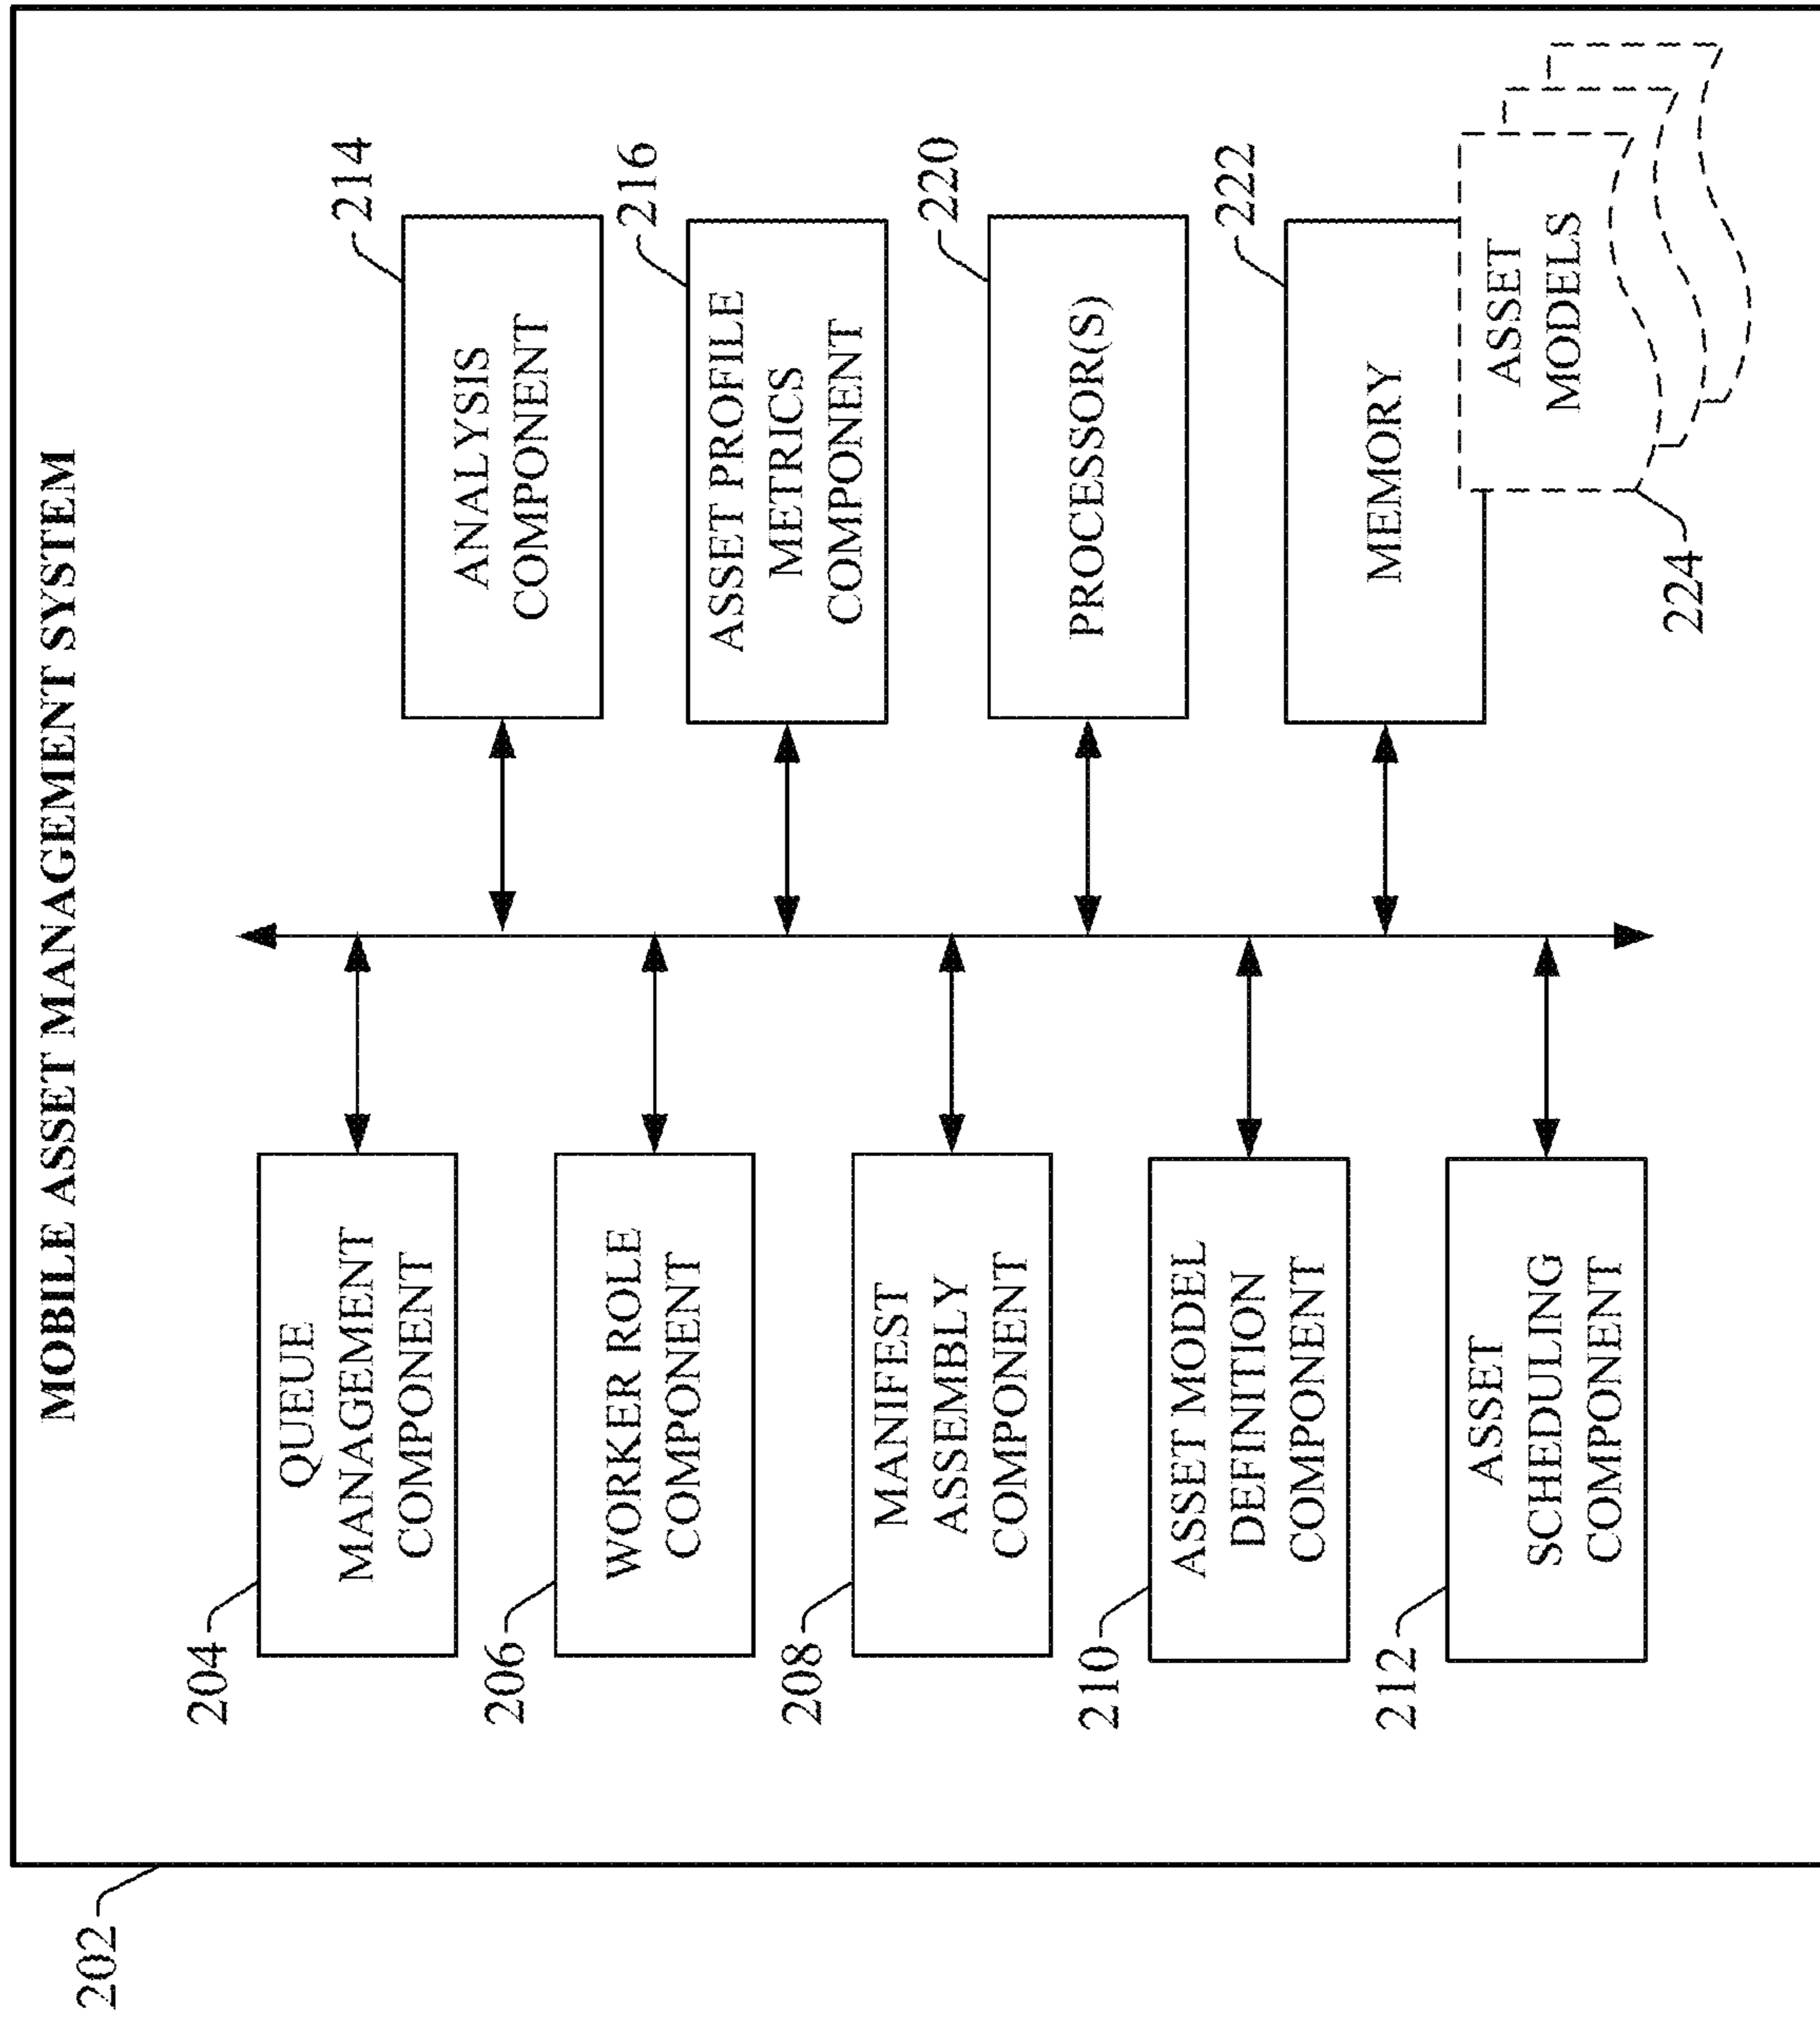 MOBILE ASSET MANAGEMENT SYSTEM
202
204
QUEUE
MANAGEMENT
COMPONENT
206
WORKER ROLE
COMPONENT
208
MANIFEST
ASSEMBLY
COMPONENT
210
ASSET MODEL
DEFINITION
COMPONENT
212
ASSET
SCHEDULING
COMPONENT
214
ANALYSIS
COMPONENT
216
ASSET PROFILE
METRICS
COMPONENT
220
PROCESSOR(S)
222
MEMORY
ASSET
MODELS
224